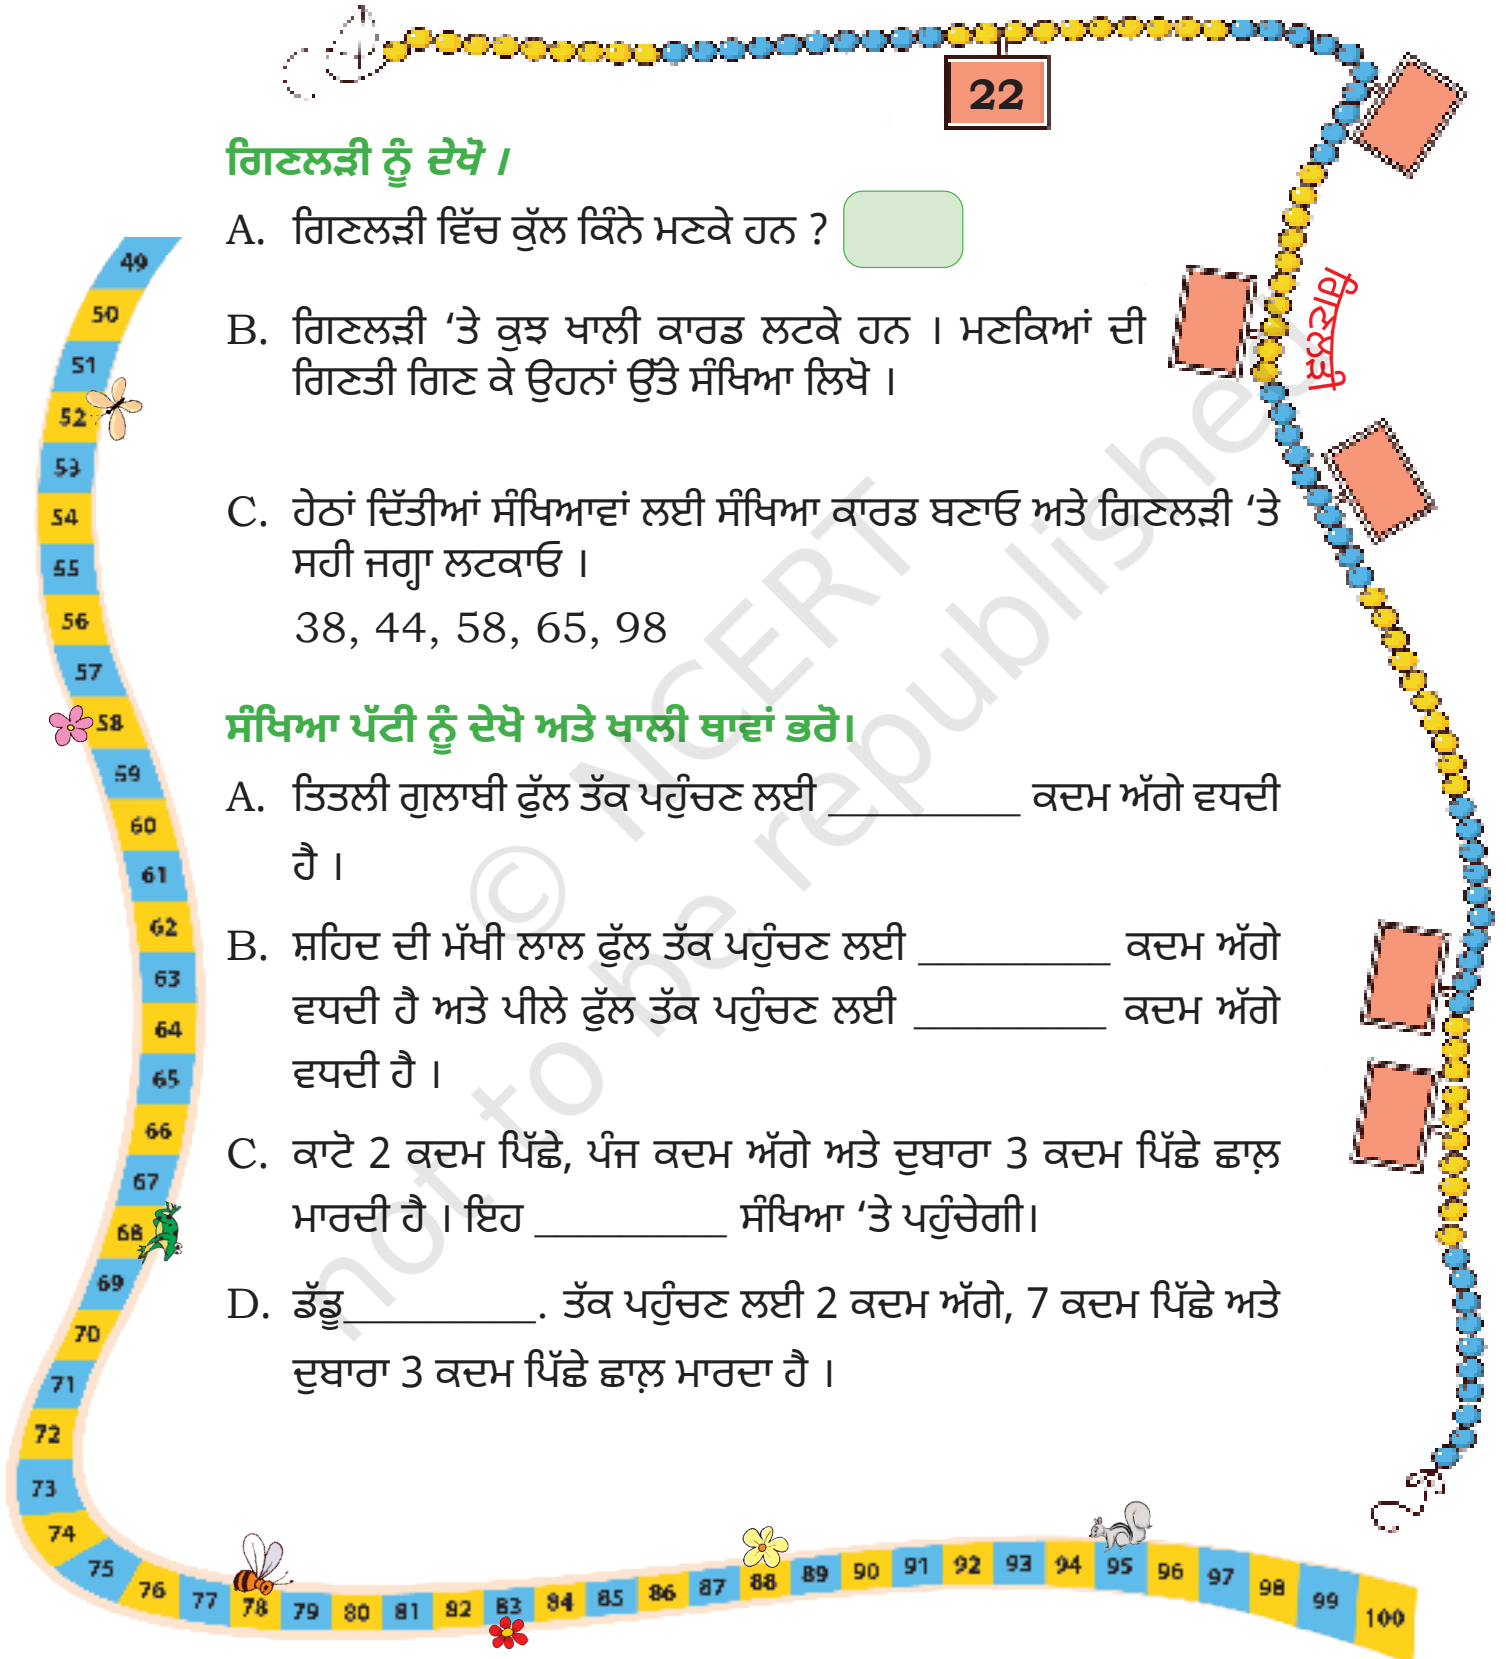 22
ਗਿਣਲੜੀ ਨੂੰ ਦੇਖੋ ।
A. ਗਿਣਲੜੀ ਵਿੱਚ ਕੁੱਲ ਕਿੰਨੇ ਮਣਕੇ ਹਨ ?
B. ਗਿਣਲੜੀ ‘ਤੇ ਕੁਝ ਖਾਲੀ ਕਾਰਡ ਲਟਕੇ ਹਨ । ਮਣਕਿਆਂ ਦੀ
ਗਿਣਤੀ ਗਿਣ ਕੇ ਉਹਨਾਂ ਉੱਤੇ ਸੰਖਿਆ ਲਿਖੋ ।
ਗਿਣਲੜੀ
C. ਹੇਠਾਂ ਦਿੱਤੀਆਂ ਸੰਖਿਆਵਾਂ ਲਈ ਸੰਖਿਆ ਕਾਰਡ ਬਣਾਓ ਅਤੇ ਗਿਣਲੜੀ ‘ਤੇ
ਸਹੀ ਜਗ੍ਹਾ ਲਟਕਾਓ ।
38, 44, 58, 65, 98
ਸੰਖਿਆ ਪੱਟੀ ਨੂੰ ਦੇਖੋ ਅਤੇ ਖਾਲੀ ਥਾਵਾਂ ਭਰੋ।
A. ਤਿਤਲੀ ਗੁਲਾਬੀ ਫੁੱਲ ਤੱਕ ਪਹੁੰਚਣ ਲਈ _________ ਕਦਮ ਅੱਗੇ ਵਧਦੀ
ਹੈ ।
B. ਸ਼ਹਿਦ ਦੀ ਮੱਖੀ ਲਾਲ ਫੁੱਲ ਤੱਕ ਪਹੁੰਚਣ ਲਈ _________ ਕਦਮ ਅੱਗੇ
ਵਧਦੀ ਹੈ ਅਤੇ ਪੀਲੇ ਫੁੱਲ ਤੱਕ ਪਹੁੰਚਣ ਲਈ _________ ਕਦਮ ਅੱਗੇ
ਵਧਦੀ ਹੈ ।
C. ਕਾਟੋ 2 ਕਦਮ ਪਿੱਛੇ, ਪੰਜ ਕਦਮ ਅੱਗੇ ਅਤੇ ਦੁਬਾਰਾ 3 ਕਦਮ ਪਿੱਛੇ ਛਾਲ਼
ਮਾਰਦੀ ਹੈ । ਇਹ _________ ਸੰਖਿਆ ‘ਤੇ ਪਹੁੰਚੇਗੀ।
D. ਡੱਡੂ_________. ਤੱਕ ਪਹੁੰਚਣ ਲਈ 2 ਕਦਮ ਅੱਗੇ, 7 ਕਦਮ ਪਿੱਛੇ ਅਤੇ
ਦੁਬਾਰਾ 3 ਕਦਮ ਪਿੱਛੇ ਛਾਲ਼ ਮਾਰਦਾ ਹੈ ।
49
50
51
52
53
54
55
56
57
58
59
60
61
62
63
64
65
66
67
68
69
70
71
72
73
74
75 76 77 78 79 80 81 82 83 84 85 86 87 88 89 90 91 92 93 94 95 96 97 98 99 100
© NCERT
not to be republished